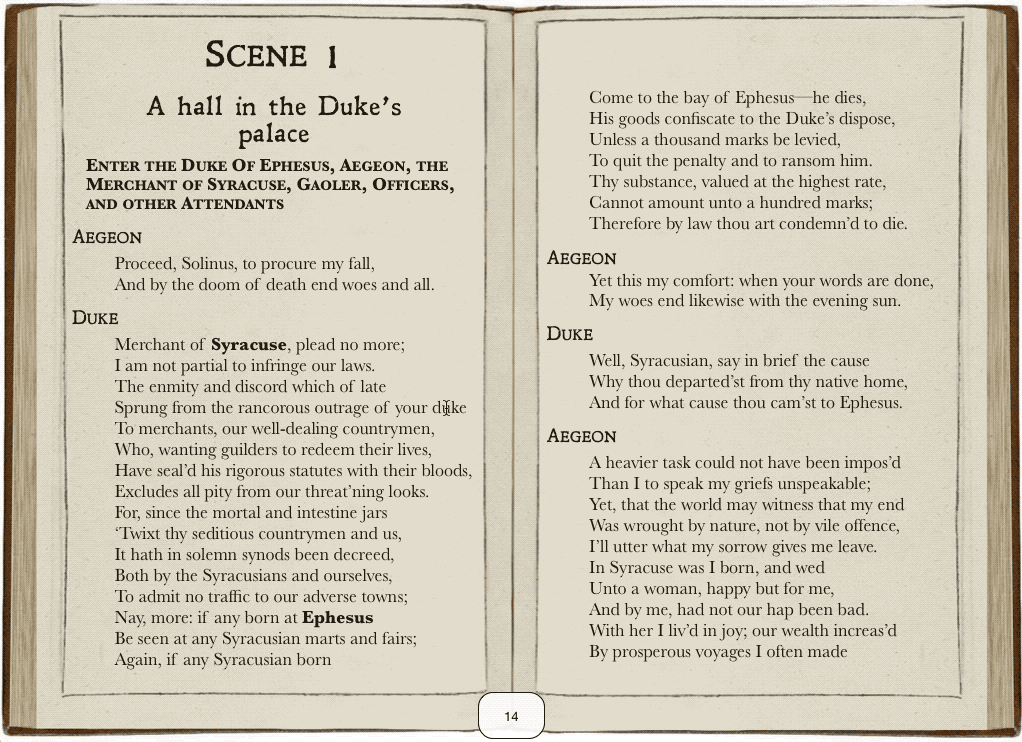 SCENE 1
A hall in the Duke's
palace
ENTER THE DUKE OF EPHESUS, AEGEON, THE
MERCHANT OF SYRACUSE, GAOLER, OFFICERS,
AND OTHER ATTENDANTS
AEGEON
Proceed, Solinus, to procure my fall,
And by the doom of death end woes and all.
DUKE
Merchant of Syracuse, plead no more;
I am not partial to infringe our laws.
The enmity and discord which of late
Sprung from the rancorous outrage of your duke
To merchants, our well-dealing countrymen,
Who, wanting guilders to redeem their lives,
Have seal'd his rigorous statutes with their bloods,
Excludes all pity from our threat'ning looks.
For, since the mortal and intestine jars
‘Twixt thy seditious countrymen and us,
It hath in solemn synods been decreed,
Both by the Syracusians and ourselves,
To admit no traffic to our adverse towns;
Nay, more: if any born at Ephesus
Be seen at any Syracusian marts and fairs;
Again, if any Syracusian born
Come to the bay of Ephesus—he dies,
His goods confiscate to the Duke's dispose,
Unless a thousand marks be levied,
To quit the penalty and to ransom him.
Thy substance, valued at the highest rate,
Cannot amount unto a hundred marks;
Therefore by law thou art condemn'd to die.
AEGEON
Yet this my comfort: when your words are done,
My woes end likewise with the evening sun.
DUKE
Well, Syracusian, say in brief the cause
Why thou departed'st from thy native home,
And for what cause thou cam'st to Ephesus.
AEGEON
A heavier task could not have been impos'd
Than I to speak my griefs unspeakable;
Yet, that the world may witness that my end
Was wrought by nature, not by vile offence,
I'll utter what my sorrow gives me leave.
In Syracuse was I born, and wed
Unto a woman, happy but for me,
And by me, had not our hap been bad.
With her I liv'd in joy; our wealth increas'd
By prosperous voyages I often made
14